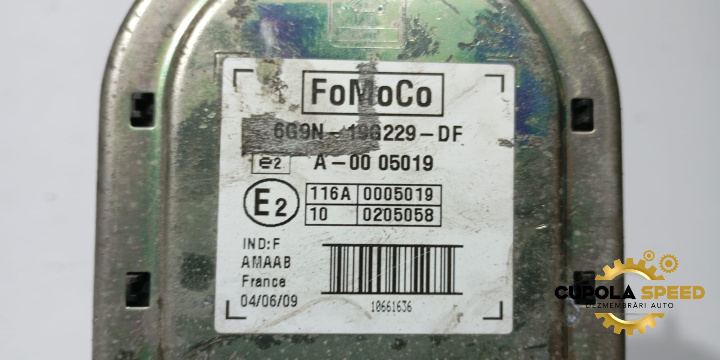 FoMoCo
6G9N-19G229-DF
e2 A-00 05019
E2 116A 0005019
10 0205058
IND:F
AMAAB
France
04/06/09
10661636
CUPOLA SPEED
DEZMEMBRĂRI AUTO